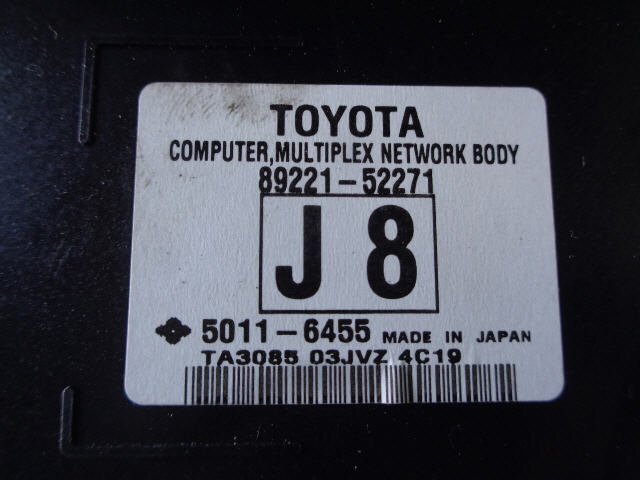 TOYOTA
COMPUTER,MULTIPLEX NETWORK BODY
89221-52271
J 8
5011-6455 MADE IN JAPAN
TA3085 03JVZ 4C19